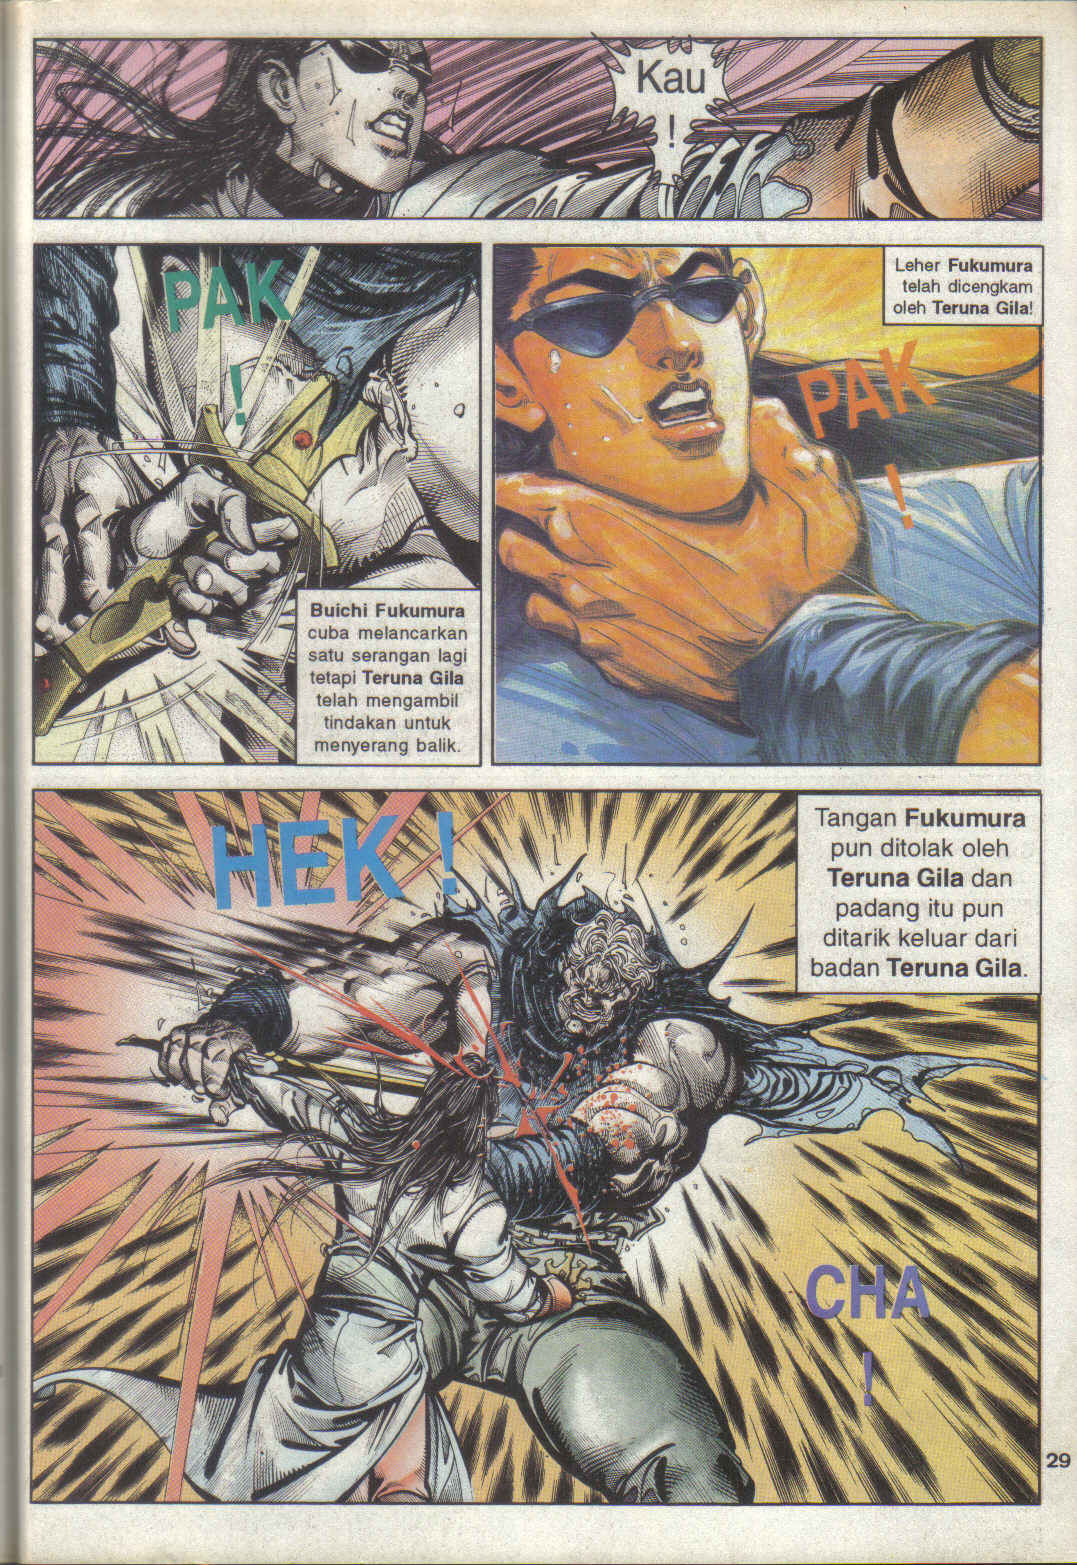 Kau
!
PAK
!
Buichi Fukumura
cuba melancarkan
satu serangan lagi
tetapi Teruna Gila
telah mengambil
tindakan untuk
menyerang balik.
Leher Fukumura
telah dicengkam
oleh Teruna Gila!
PAK
!
HEK!
Tangan Fukumura
pun ditolak oleh
Teruna Gila dan
padang itu pun
ditarik keluar dari
badan Teruna Gila.
CHA
!
29